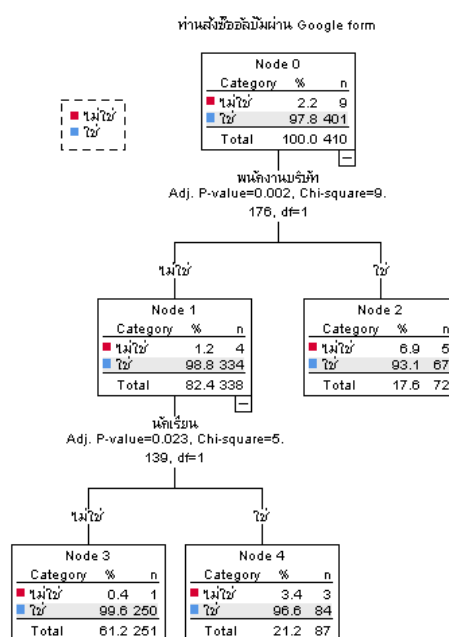 ท่านสั่งซื้ออัลบั้มผ่าน Google form
ไม่ใช่
ใช่
Node 0
Category % n
ไม่ใช่ 2.2 9
ใช่ 97.8 401
Total 100.0 410
พนักงานบริษัท
Adj. P-value=0.002, Chi-square=9.
176, df=1
ไม่ใช่ ใช่
Node 1
Category % n
ไม่ใช่ 1.2 4
ใช่ 98.8 334
Total 82.4 338
Node 2
Category % n
ไม่ใช่ 6.9 5
ใช่ 93.1 67
Total 17.6 72
นักเรียน
Adj. P-value=0.023, Chi-square=5.
139, df=1
ไม่ใช่ ใช่
Node 3
Category % n
ไม่ใช่ 0.4 1
ใช่ 99.6 250
Total 61.2 251
Node 4
Category % n
ไม่ใช่ 3.4 3
ใช่ 96.6 84
Total 21.2 87